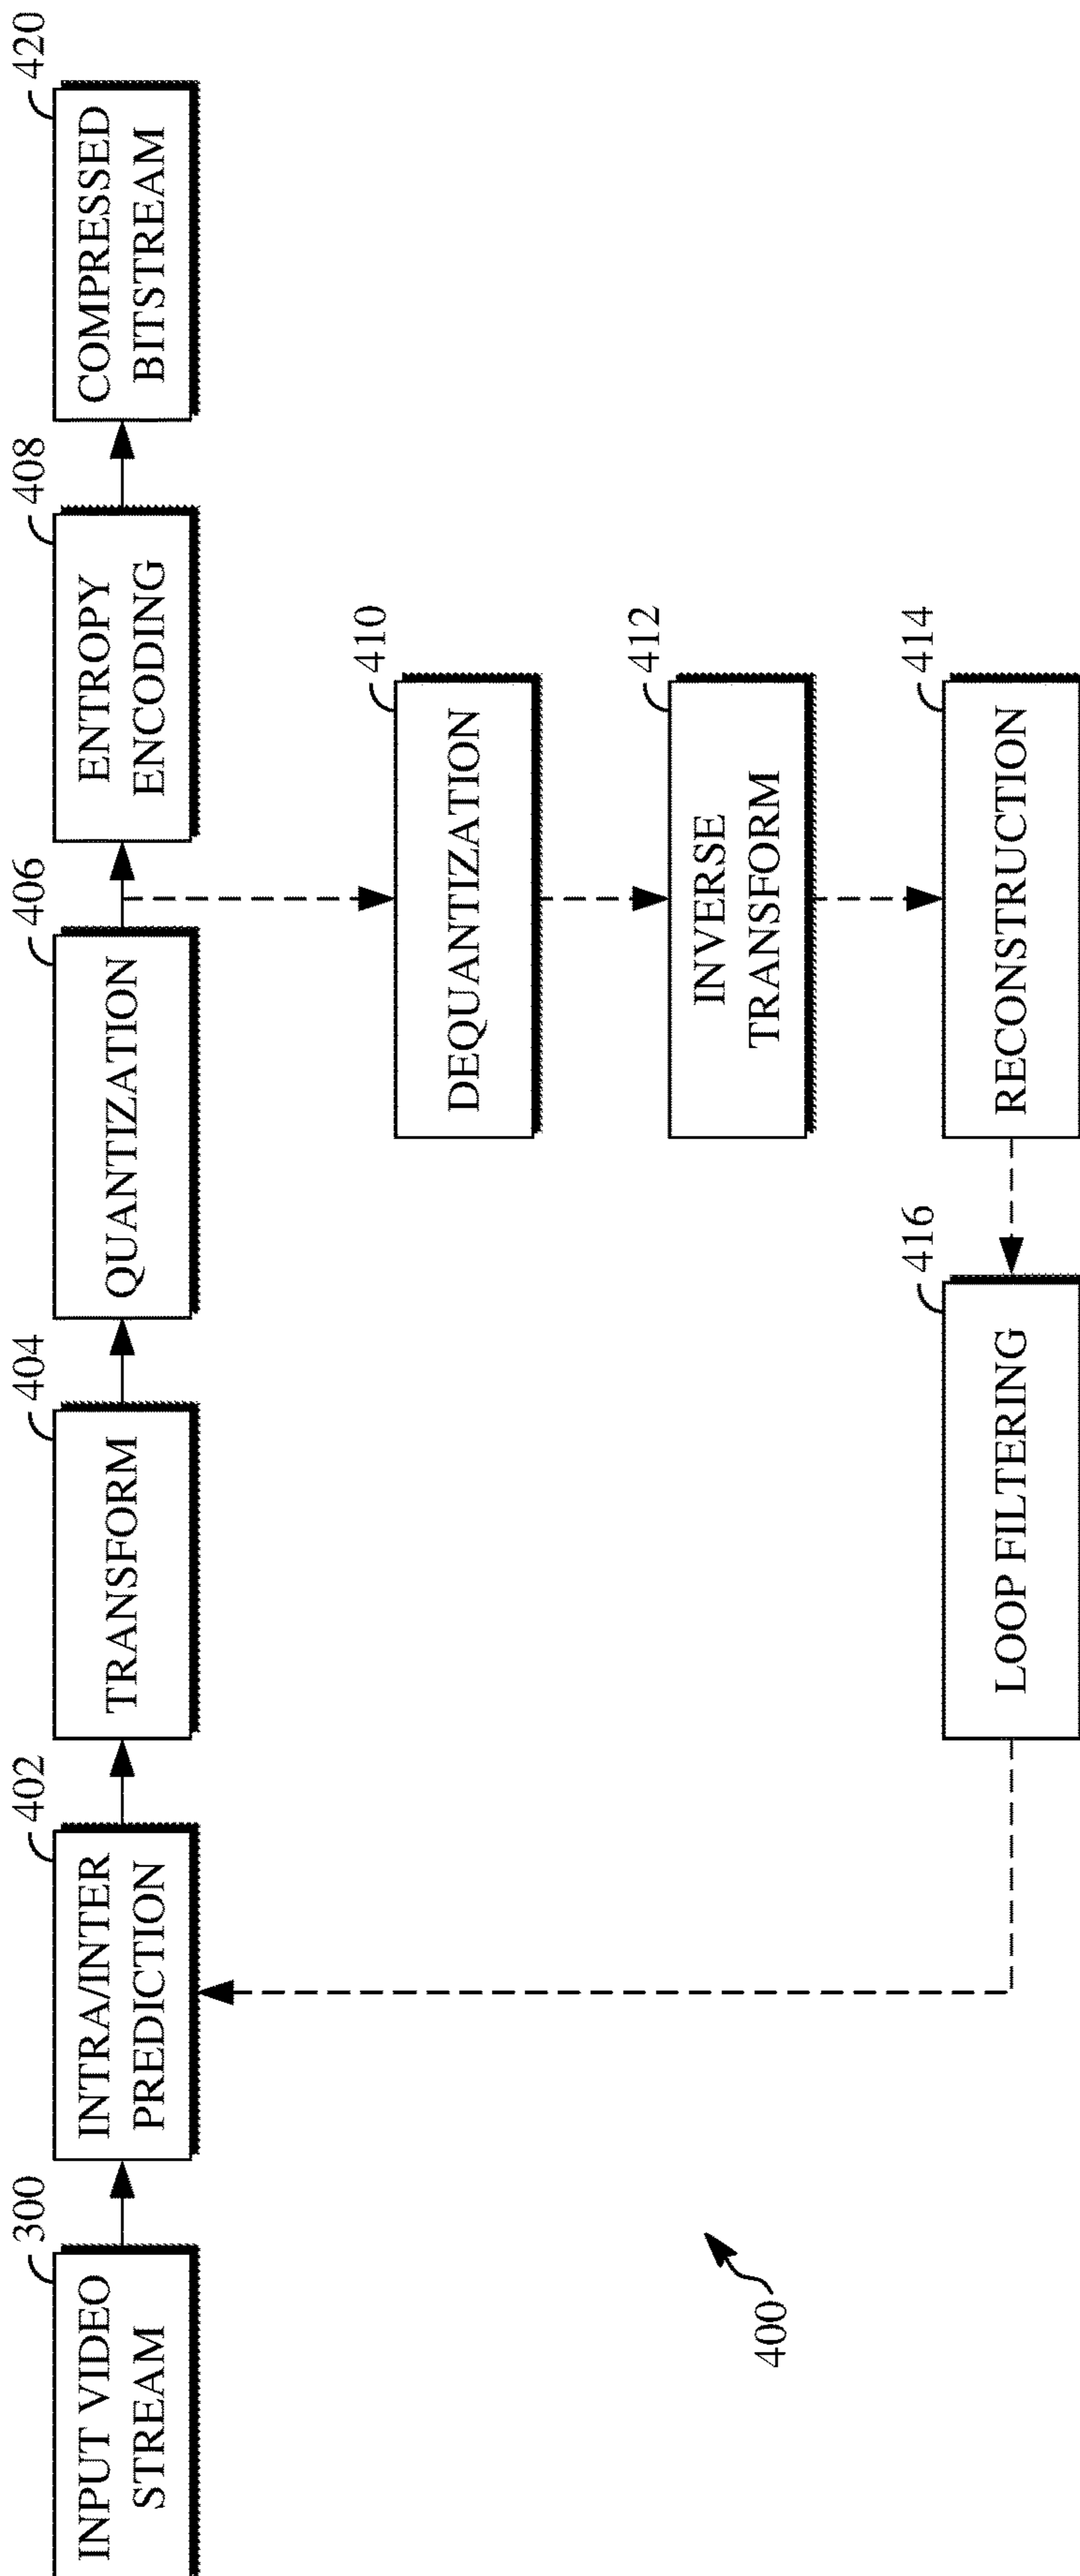 300
INPUT VIDEO
STREAM
402
INTRA/INTER
PREDICTION
404
TRANSFORM
406
QUANTIZATION
408
ENTROPY
ENCODING
420
COMPRESSED
BITSTREAM
410
DEQUANTIZATION
412
INVERSE
TRANSFORM
414
RECONSTRUCTION
416
LOOP FILTERING
400